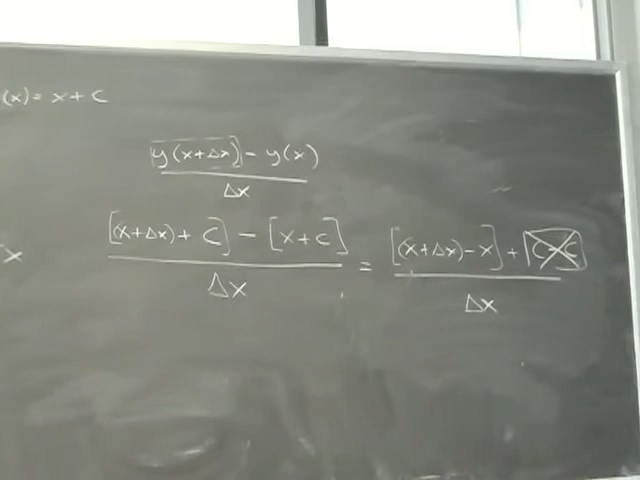 (x) = x + c
[y(x+Δx)] - y(x)
Δx
x [(x+Δx) + C] - [x+c] = [(x+Δx) - x] + [C-C]
Δx Δx